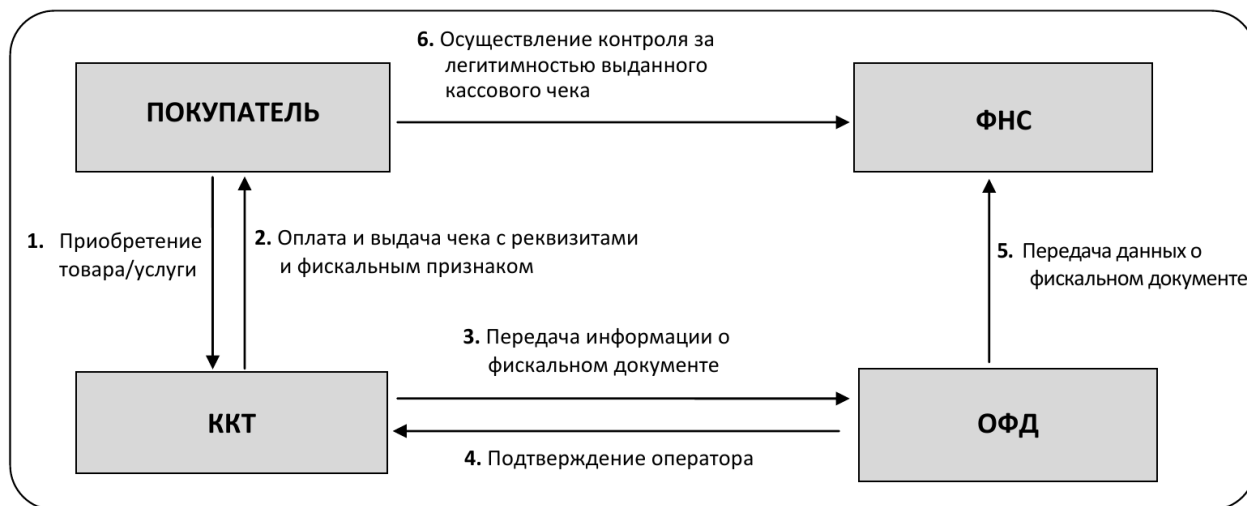 6. Осуществление контроля за
легитимностью выданного
кассового чека
ПОКУПАТЕЛЬ
ФНС
1. Приобретение
товара/услуги
2. Оплата и выдача чека с реквизитами
и фискальным признаком
5. Передача данных о
фискальном документе
3. Передача информации о
фискальном документе
ККТ
ОФД
4. Подтверждение оператора